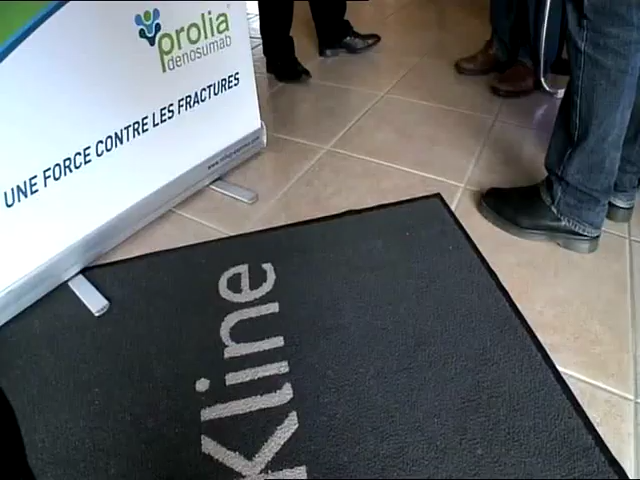 prolia
denosumab
UNE FORCE CONTRE LES FRACTURES
kline